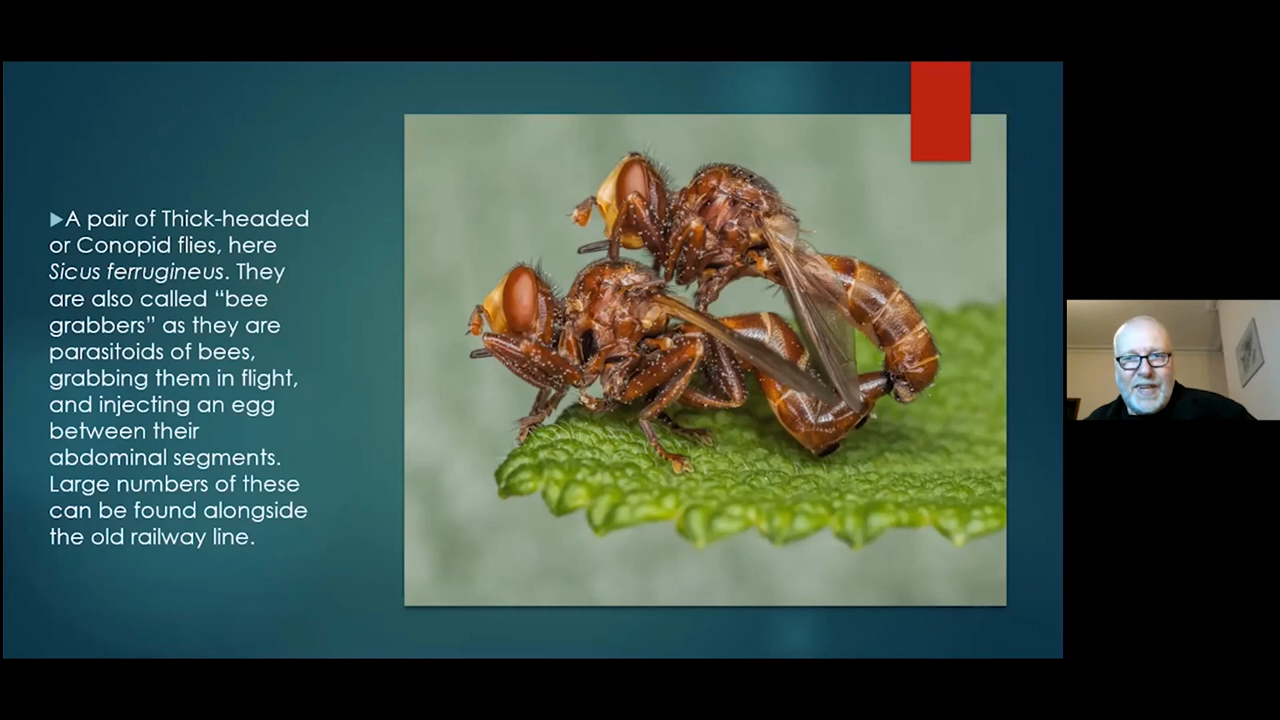 A pair of Thick-headed
or Conopid flies, here
Sicus ferrugineus. They
are also called “bee
grabbers” as they are
parasitoids of bees,
grabbing them in flight,
and injecting an egg
between their
abdominal segments.
Large numbers of these
can be found alongside
the old railway line.